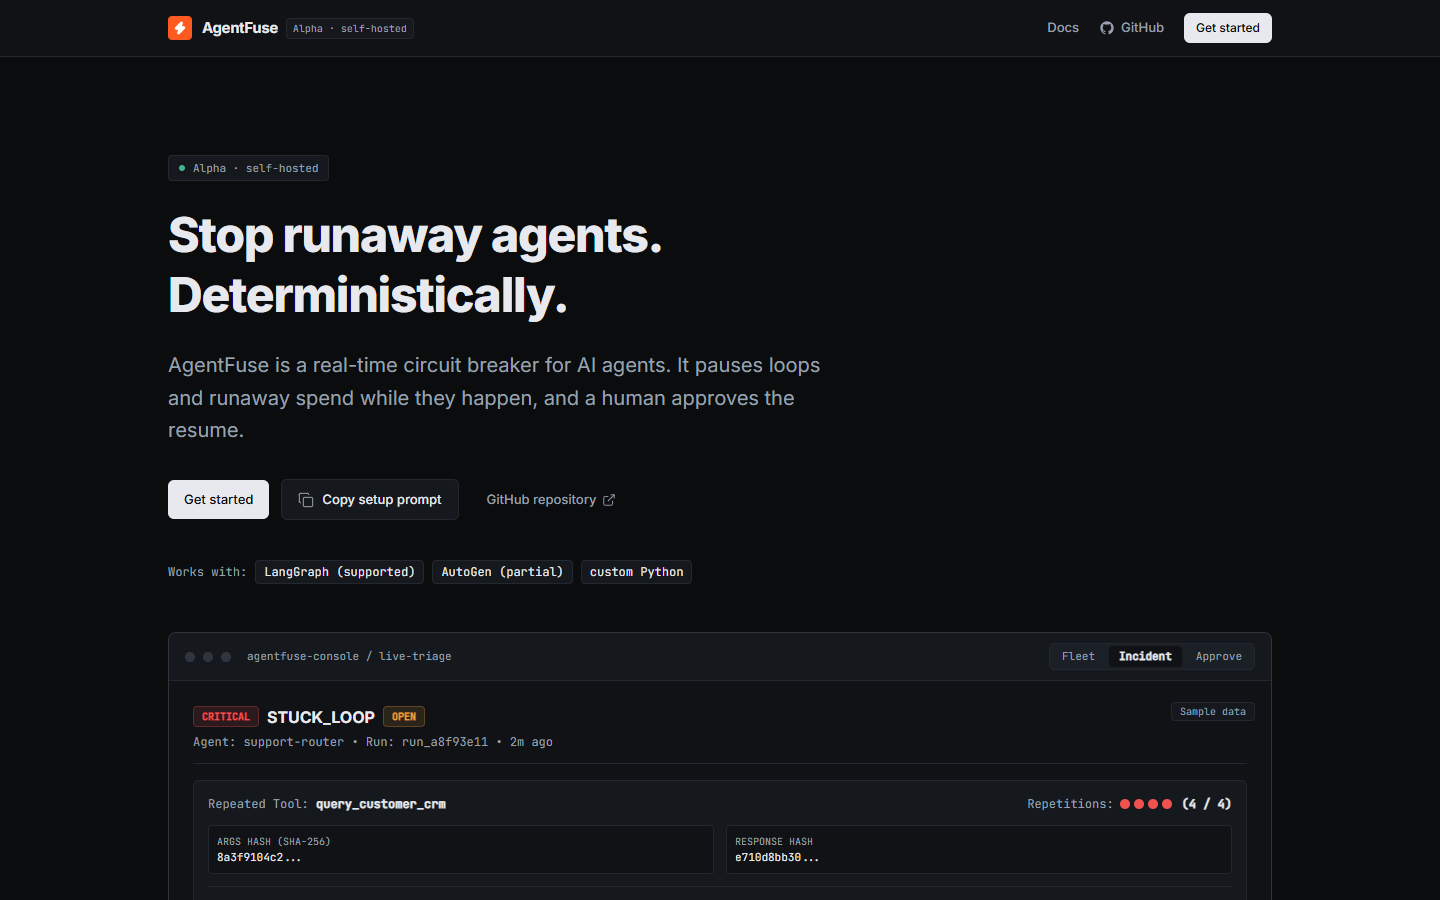 AgentFuse
Alpha · self-hosted
Docs
GitHub
Get started
Alpha · self-hosted
Stop runaway agents.
Deterministically.
AgentFuse is a real-time circuit breaker for AI agents. It pauses loops
and runaway spend while they happen, and a human approves the
resume.
Get started
Copy setup prompt
GitHub repository
Works with: LangGraph (supported) AutoGen (partial) custom Python
agentfuse-console / live-triage
Fleet Incident Approve
CRITICAL STUCK_LOOP OPEN
Sample data
Agent: support-router • Run: run_a8f93e11 • 2m ago
Repeated Tool: query_customer_crm
Repetitions: (4 / 4)
ARGS HASH (SHA-256)
8a3f9104c2...
RESPONSE HASH
e710d8bb30...